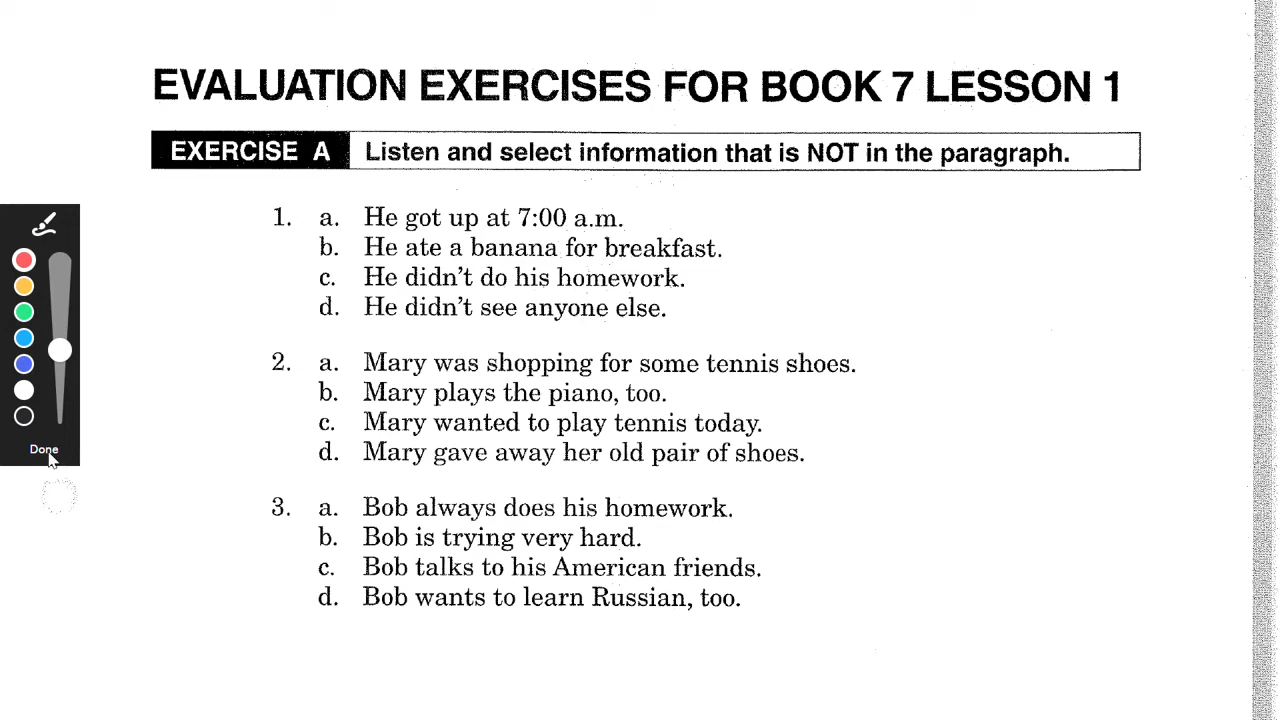 EVALUATION EXERCISES FOR BOOK 7 LESSON 1
EXERCISE A Listen and select information that is NOT in the paragraph.
1. a. He got up at 7:00 a.m.
b. He ate a banana for breakfast.
c. He didn't do his homework.
d. He didn't see anyone else.
2. a. Mary was shopping for some tennis shoes.
b. Mary plays the piano, too.
c. Mary wanted to play tennis today.
d. Mary gave away her old pair of shoes.
3. a. Bob always does his homework.
b. Bob is trying very hard.
c. Bob talks to his American friends.
d. Bob wants to learn Russian, too.
Done